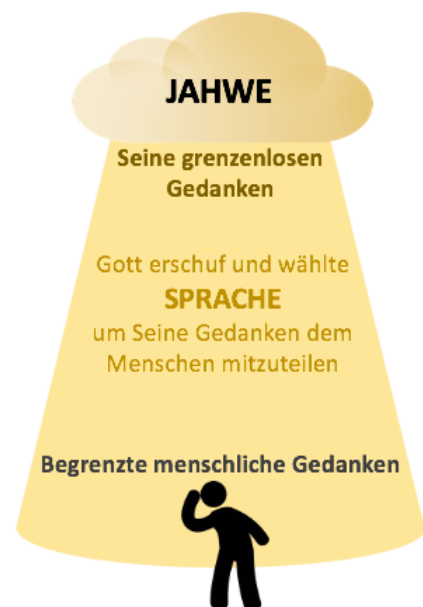 JAHWE
Seine grenzenlosen
Gedanken
Gott erschuf und wählte
SPRACHE
um Seine Gedanken dem
Menschen mitzuteilen
Begrenzte menschliche Gedanken